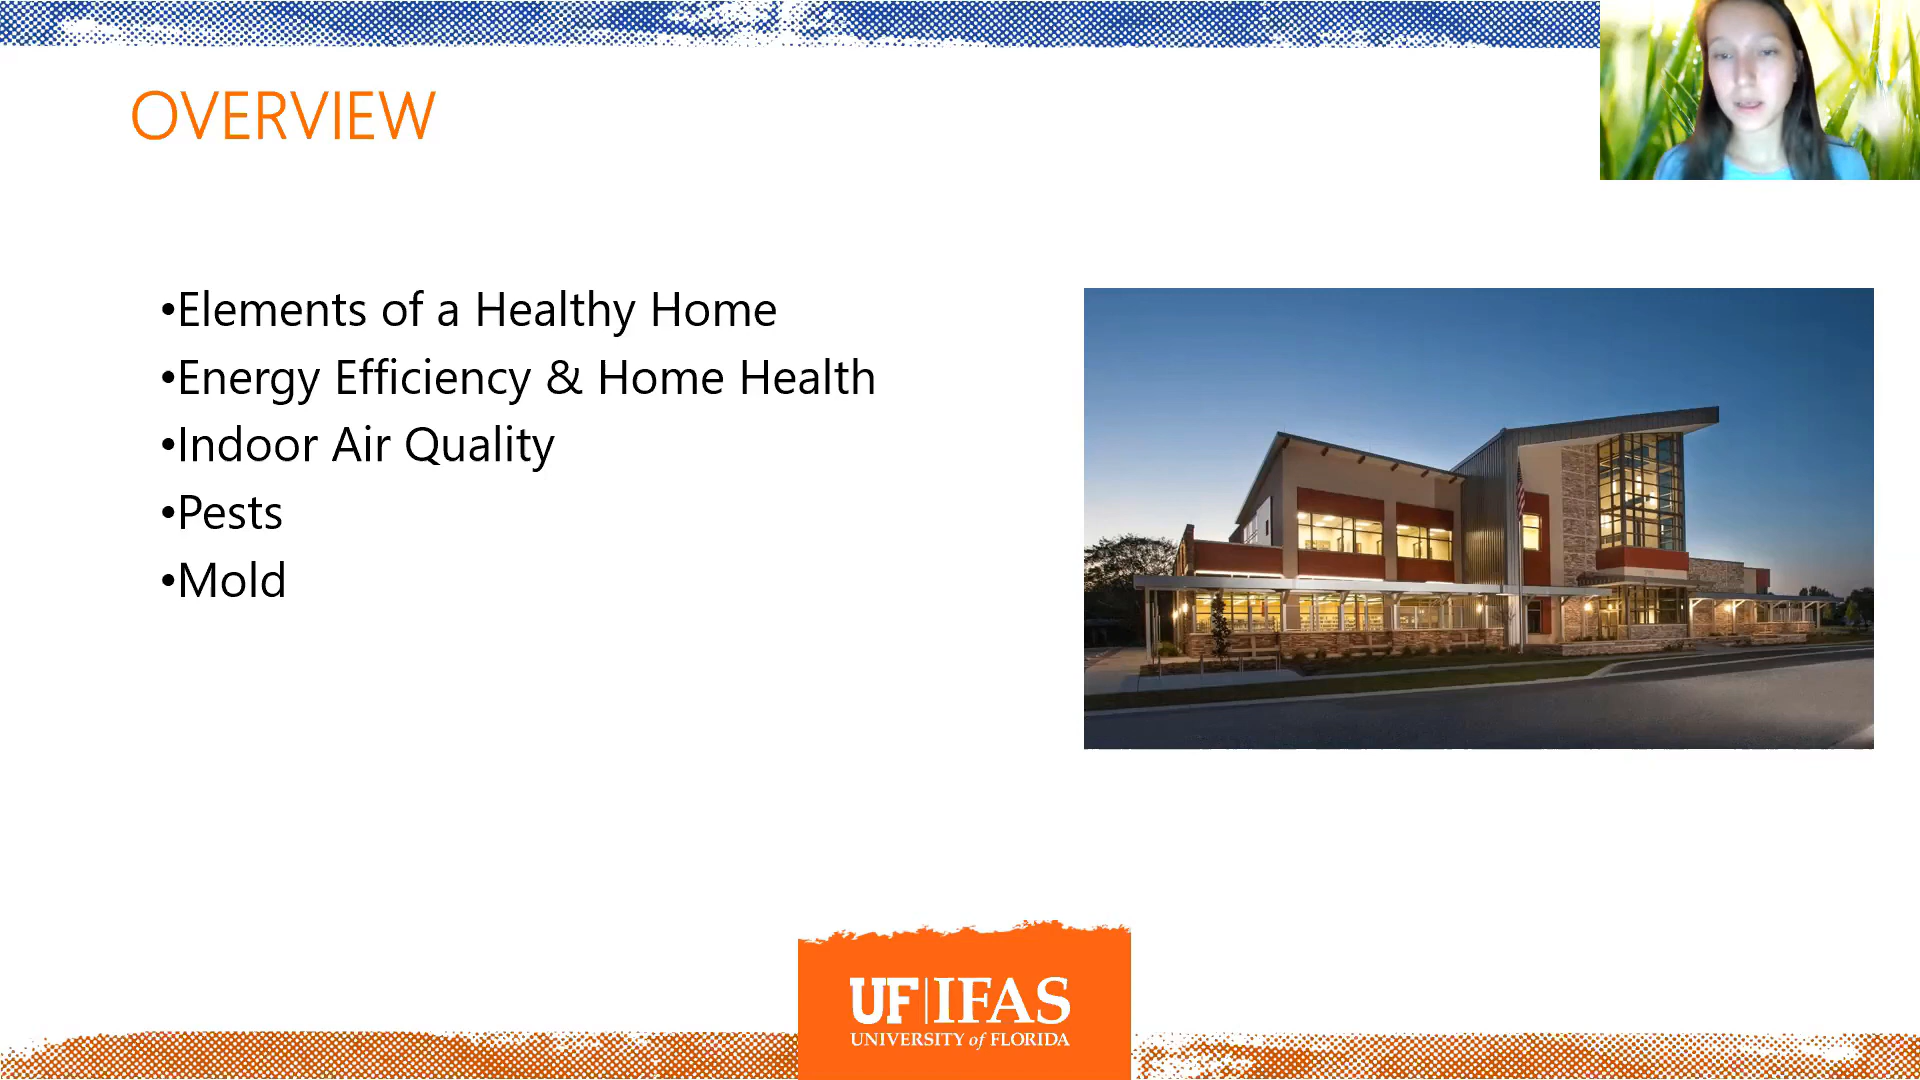 OVERVIEW
•Elements of a Healthy Home
•Energy Efficiency & Home Health
•Indoor Air Quality
•Pests
•Mold
UF|IFAS
UNIVERSITY of FLORIDA